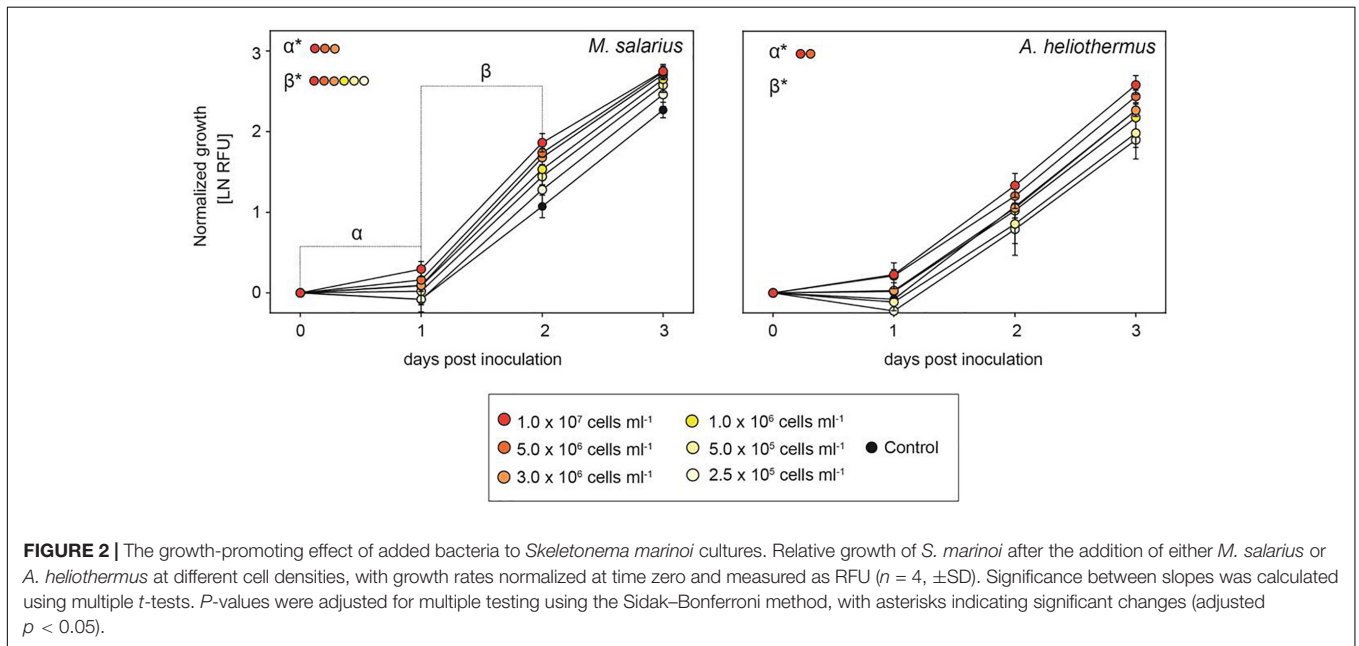 α*
β*
M. salarius
α
β
Normalized growth
[LN RFU]
3
2
1
0
0 1 2 3
days post inoculation
α*
β*
A. heliothermus
0 1 2 3
days post inoculation
1.0 x 10⁷ cells ml⁻¹
5.0 x 10⁶ cells ml⁻¹
3.0 x 10⁶ cells ml⁻¹
1.0 x 10⁶ cells ml⁻¹
5.0 x 10⁵ cells ml⁻¹
2.5 x 10⁵ cells ml⁻¹
Control
FIGURE 2 | The growth-promoting effect of added bacteria to Skeletonema marinoi cultures. Relative growth of S. marinoi after the addition of either M. salarius or
A. heliothermus at different cell densities, with growth rates normalized at time zero and measured as RFU (n = 4, ±SD). Significance between slopes was calculated
using multiple t-tests. P-values were adjusted for multiple testing using the Sidak–Bonferroni method, with asterisks indicating significant changes (adjusted
p < 0.05).